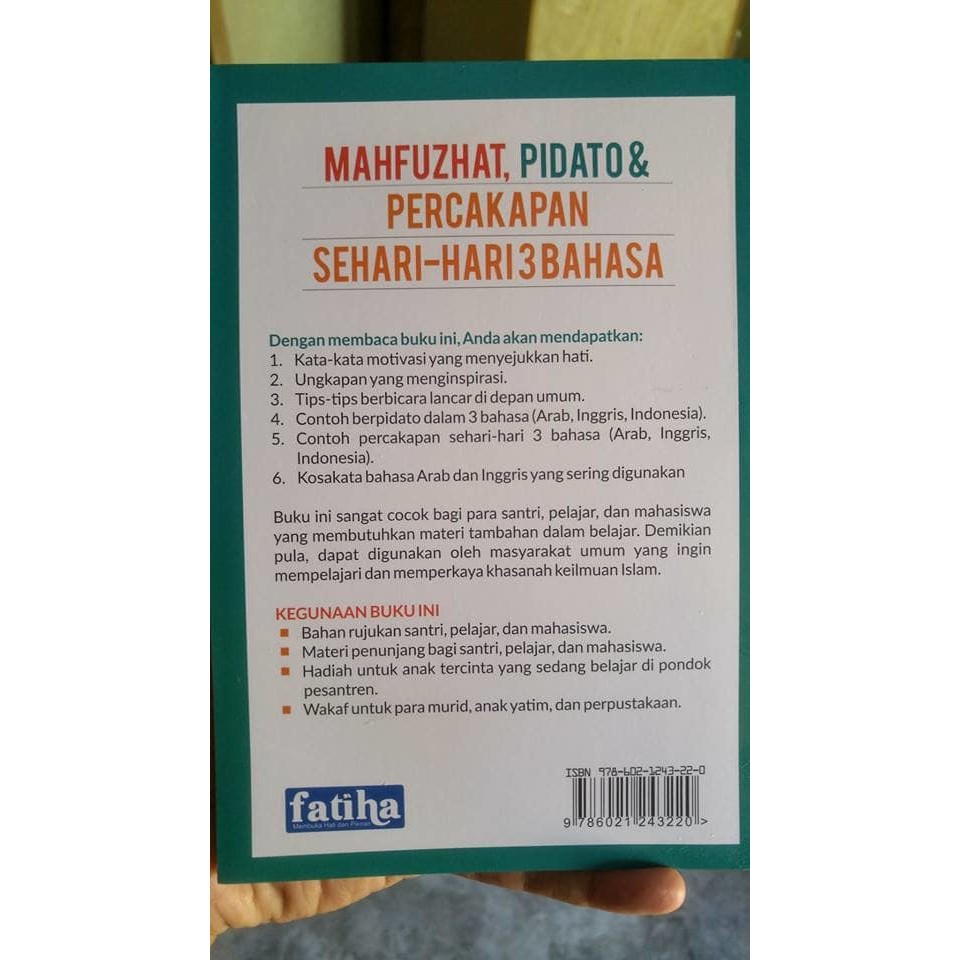 MAHFUZHAT, PIDATO &
PERCAKAPAN
SEHARI-HARI 3 BAHASA
Dengan membaca buku ini, Anda akan mendapatkan:
1. Kata-kata motivasi yang menyejukkan hati.
2. Ungkapan yang menginspirasi.
3. Tips-tips berbicara lancar di depan umum.
4. Contoh berpidato dalam 3 bahasa (Arab, Inggris, Indonesia).
5. Contoh percakapan sehari-hari 3 bahasa (Arab, Inggris,
Indonesia).
6. Kosakata bahasa Arab dan Inggris yang sering digunakan
Buku ini sangat cocok bagi para santri, pelajar, dan mahasiswa
yang membutuhkan materi tambahan dalam belajar. Demikian
pula, dapat digunakan oleh masyarakat umum yang ingin
mempelajari dan memperkaya khasanah keilmuan Islam.
KEGUNAAN BUKU INI
Bahan rujukan santri, pelajar, dan mahasiswa.
Materi penunjang bagi santri, pelajar, dan mahasiswa.
Hadiah untuk anak tercinta yang sedang belajar di pondok
pesantren.
Wakaf untuk para murid, anak yatim, dan perpustakaan.
fatiha
Membuka Hati dan Pikiran
ISBN 978-602-1243-22-0
9 786021 243220 >